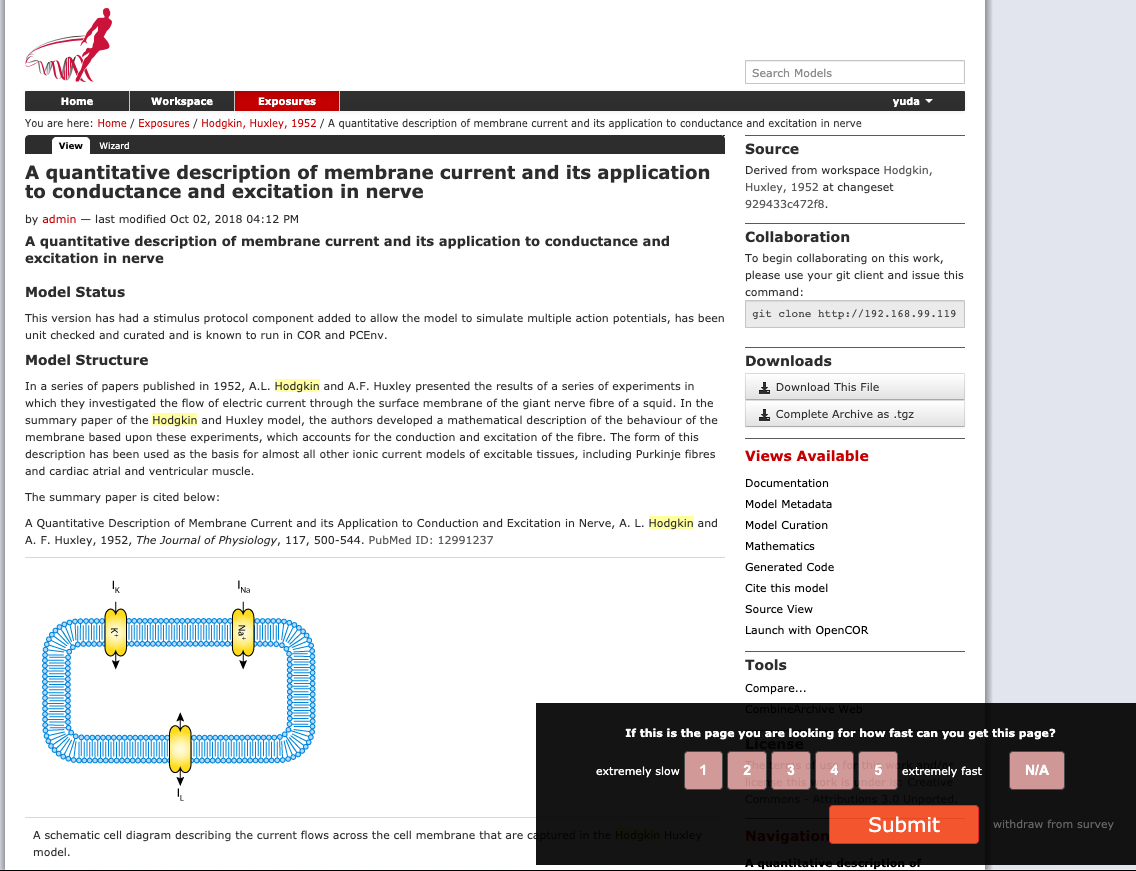 Search Models
Home
Workspace
Exposures
yuda
You are here: Home / Exposures / Hodgkin, Huxley, 1952 / A quantitative description of membrane current and its application to conductance and excitation in nerve
View
Wizard
A quantitative description of membrane current and its application
to conductance and excitation in nerve
by admin — last modified Oct 02, 2018 04:12 PM
A quantitative description of membrane current and its application to conductance and
excitation in nerve
Model Status
This version has had a stimulus protocol component added to allow the model to simulate multiple action potentials, has been
unit checked and curated and is known to run in COR and PCEnv.
Model Structure
In a series of papers published in 1952, A.L. Hodgkin and A.F. Huxley presented the results of a series of experiments in
which they investigated the flow of electric current through the surface membrane of the giant nerve fibre of a squid. In the
summary paper of the Hodgkin and Huxley model, the authors developed a mathematical description of the behaviour of the
membrane based upon these experiments, which accounts for the conduction and excitation of the fibre. The form of this
description has been used as the basis for almost all other ionic current models of excitable tissues, including Purkinje fibres
and cardiac atrial and ventricular muscle.
The summary paper is cited below:
A Quantitative Description of Membrane Current and its Application to Conduction and Excitation in Nerve, A. L. Hodgkin and
A. F. Huxley, 1952, The Journal of Physiology, 117, 500-544. PubMed ID: 12991237
IK
INa
K+
Na+
IL
A schematic cell diagram describing the current flows across the cell membrane that are captured in the Hodgkin Huxley
model.
Source
Derived from workspace Hodgkin,
Huxley, 1952 at changeset
929433c472f8.
Collaboration
To begin collaborating on this work,
please use your git client and issue this
command:
git clone http://192.168.99.119
Downloads
Download This File
Complete Archive as .tgz
Views Available
Documentation
Model Metadata
Model Curation
Mathematics
Generated Code
Cite this model
Source View
Launch with OpenCOR
Tools
Compare...
CombineArchive Web
License
Commons - Attributions 3.0 Unported.
Navigation
A quantitative description of
If this is the page you are looking for how fast can you get this page?
extremely slow 1 2 3 4 5 extremely fast N/A
Submit
withdraw from survey